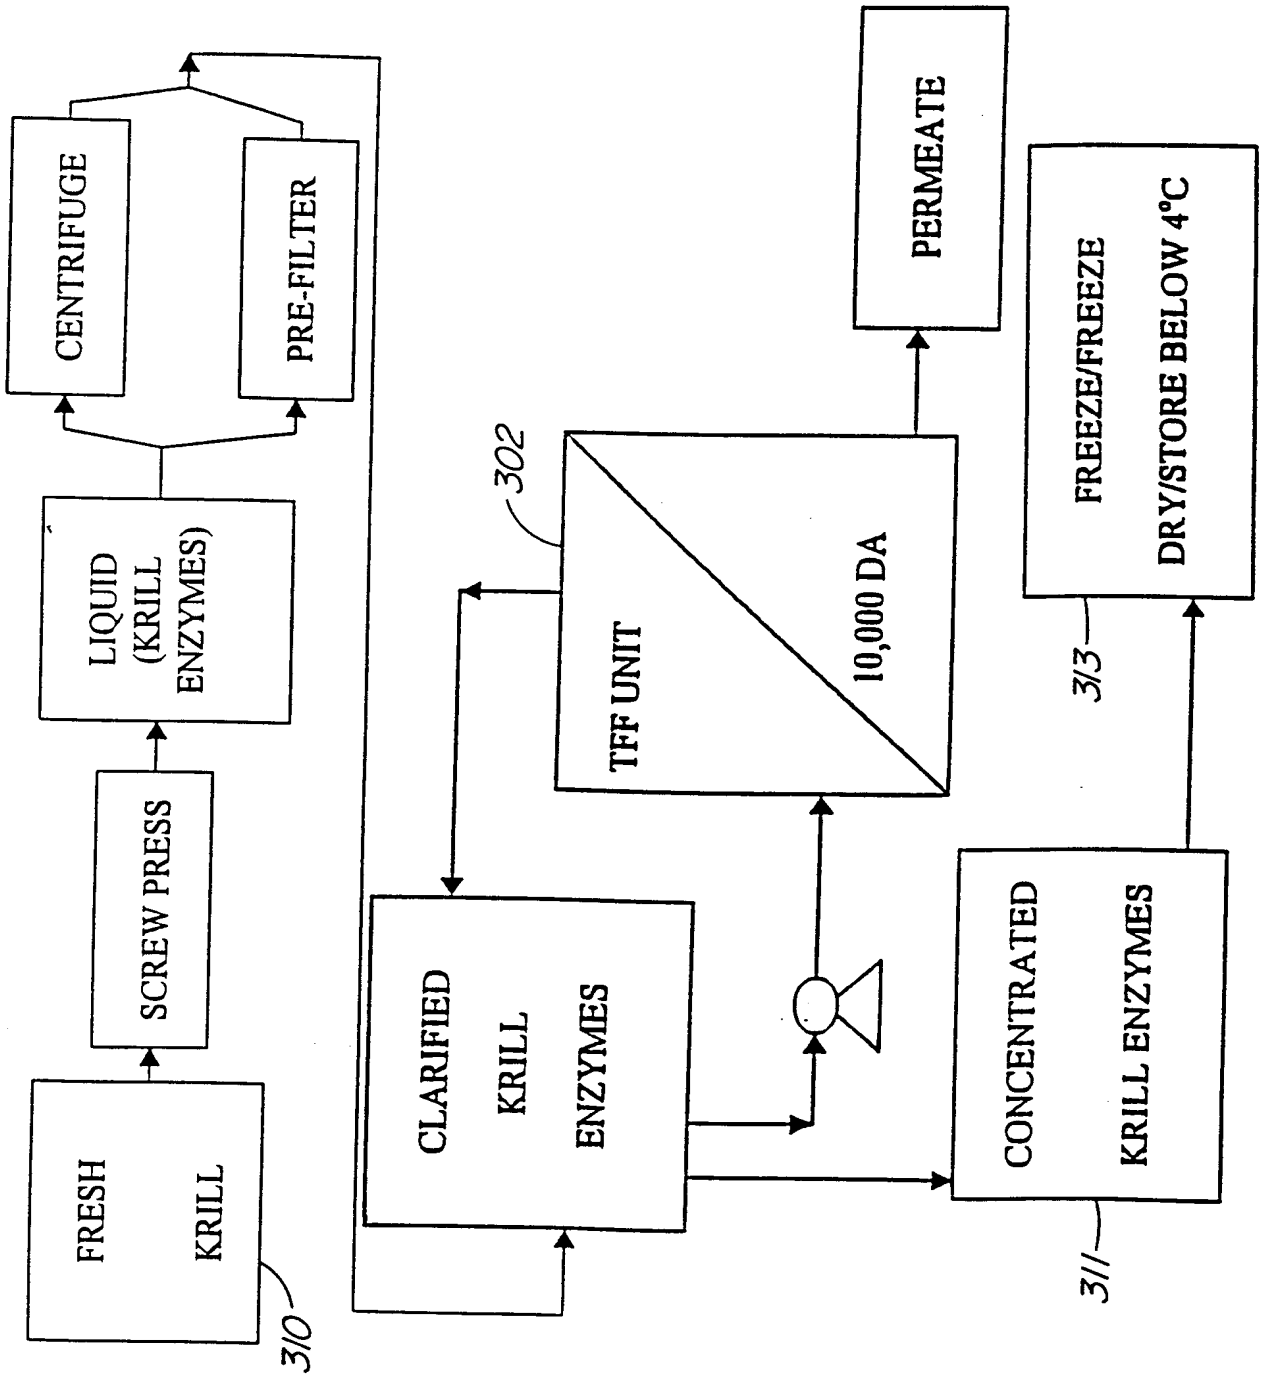 FRESH
KRILL
310
SCREW PRESS
LIQUID
(KRILL
ENZYMES)
CENTRIFUGE
PRE-FILTER
CLARIFIED
KRILL
ENZYMES
TFF UNIT
10,000 DA
302
PERMEATE
CONCENTRATED
KRILL ENZYMES
311
FREEZE/FREEZE
DRY/STORE BELOW 4°C
313